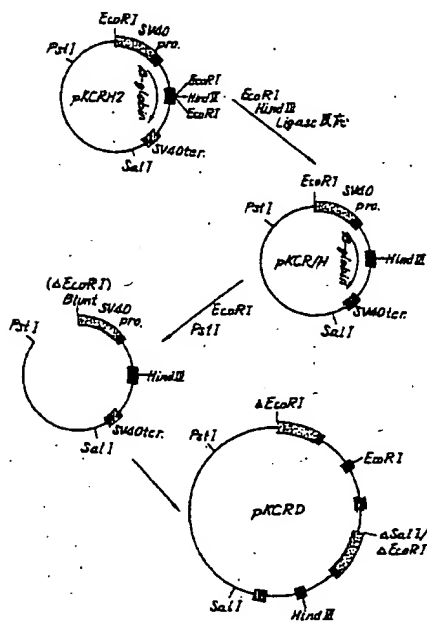 EcoRI
SV40
pro.
PstI
pKCRH2
β-globin
EcoRI
HindIII
EcoRI
SV40ter.
SalI
EcoRI
HindIII
Ligase
EcoRI
SV40
pro.
PstI
pKCR/H
β-globin
HindIII
SV40ter.
SalI
EcoRI
PstI
(ΔEcoRI)
Blunt
SV40
pro.
PstI
HindIII
SV40ter.
SalI
ΔEcoRI
PstI
EcoRI
pKCRD
ΔSalI/
ΔEcoRI
SalI
HindIII